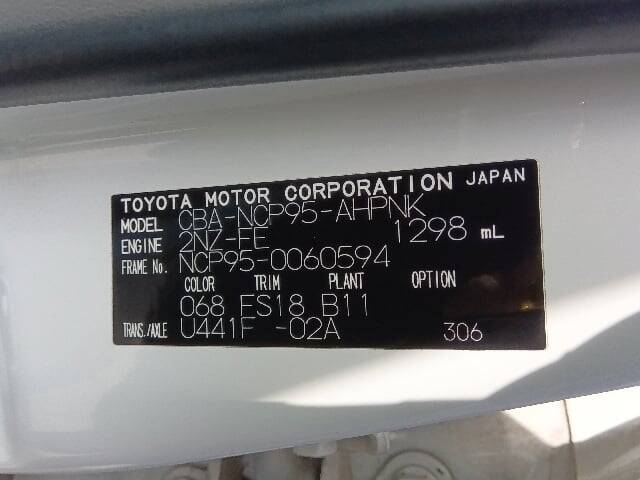 TOYOTA MOTOR CORPORATION JAPAN
MODEL CBA-NCP95-AHPNK
ENGINE 2NZ-FE 1298 mL
FRAME No. NCP95-0060594
COLOR TRIM PLANT OPTION
068 FS18 B11
TRANS./AXLE U441F -02A 306